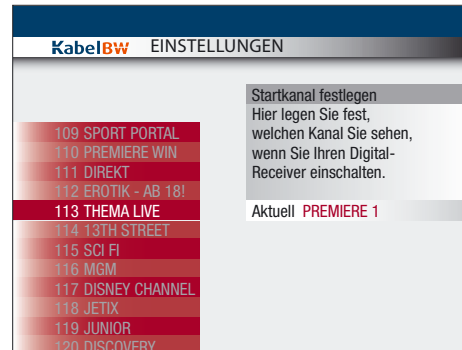 KabelBW EINSTELLUNGEN
Startkanal festlegen
Hier legen Sie fest,
welchen Kanal Sie sehen,
wenn Sie Ihren Digital-
Receiver einschalten.
Aktuell PREMIERE 1
109 SPORT PORTAL
110 PREMIERE WIN
111 DIREKT
112 EROTIK - AB 18!
113 THEMA LIVE
114 13TH STREET
115 SCI FI
116 MGM
117 DISNEY CHANNEL
118 JETIX
119 JUNIOR
120 DISCOVERY